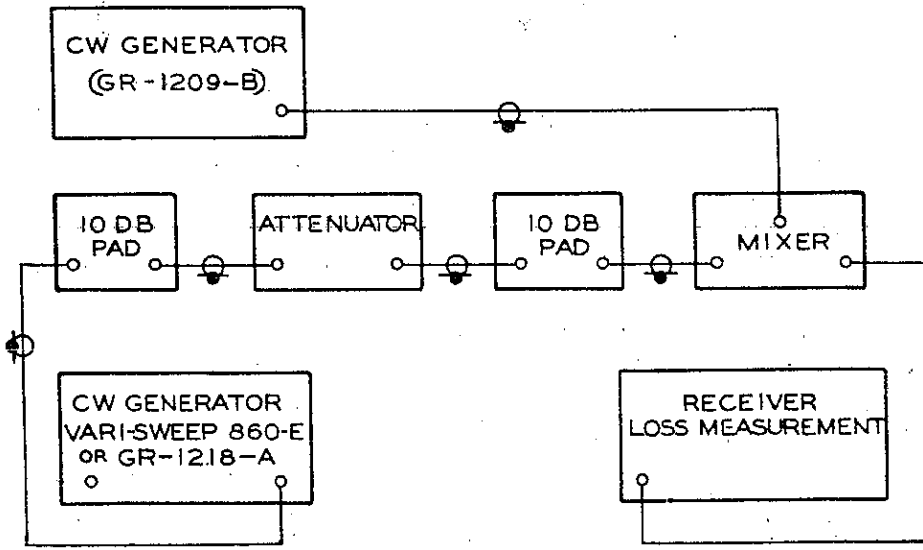 CW GENERATOR
(GR-1209-B)
10 DB
PAD
ATTENUATOR
10 DB
PAD
MIXER
CW GENERATOR
VARI-SWEEP 860-E
OR GR-1218-A
RECEIVER
LOSS MEASUREMENT